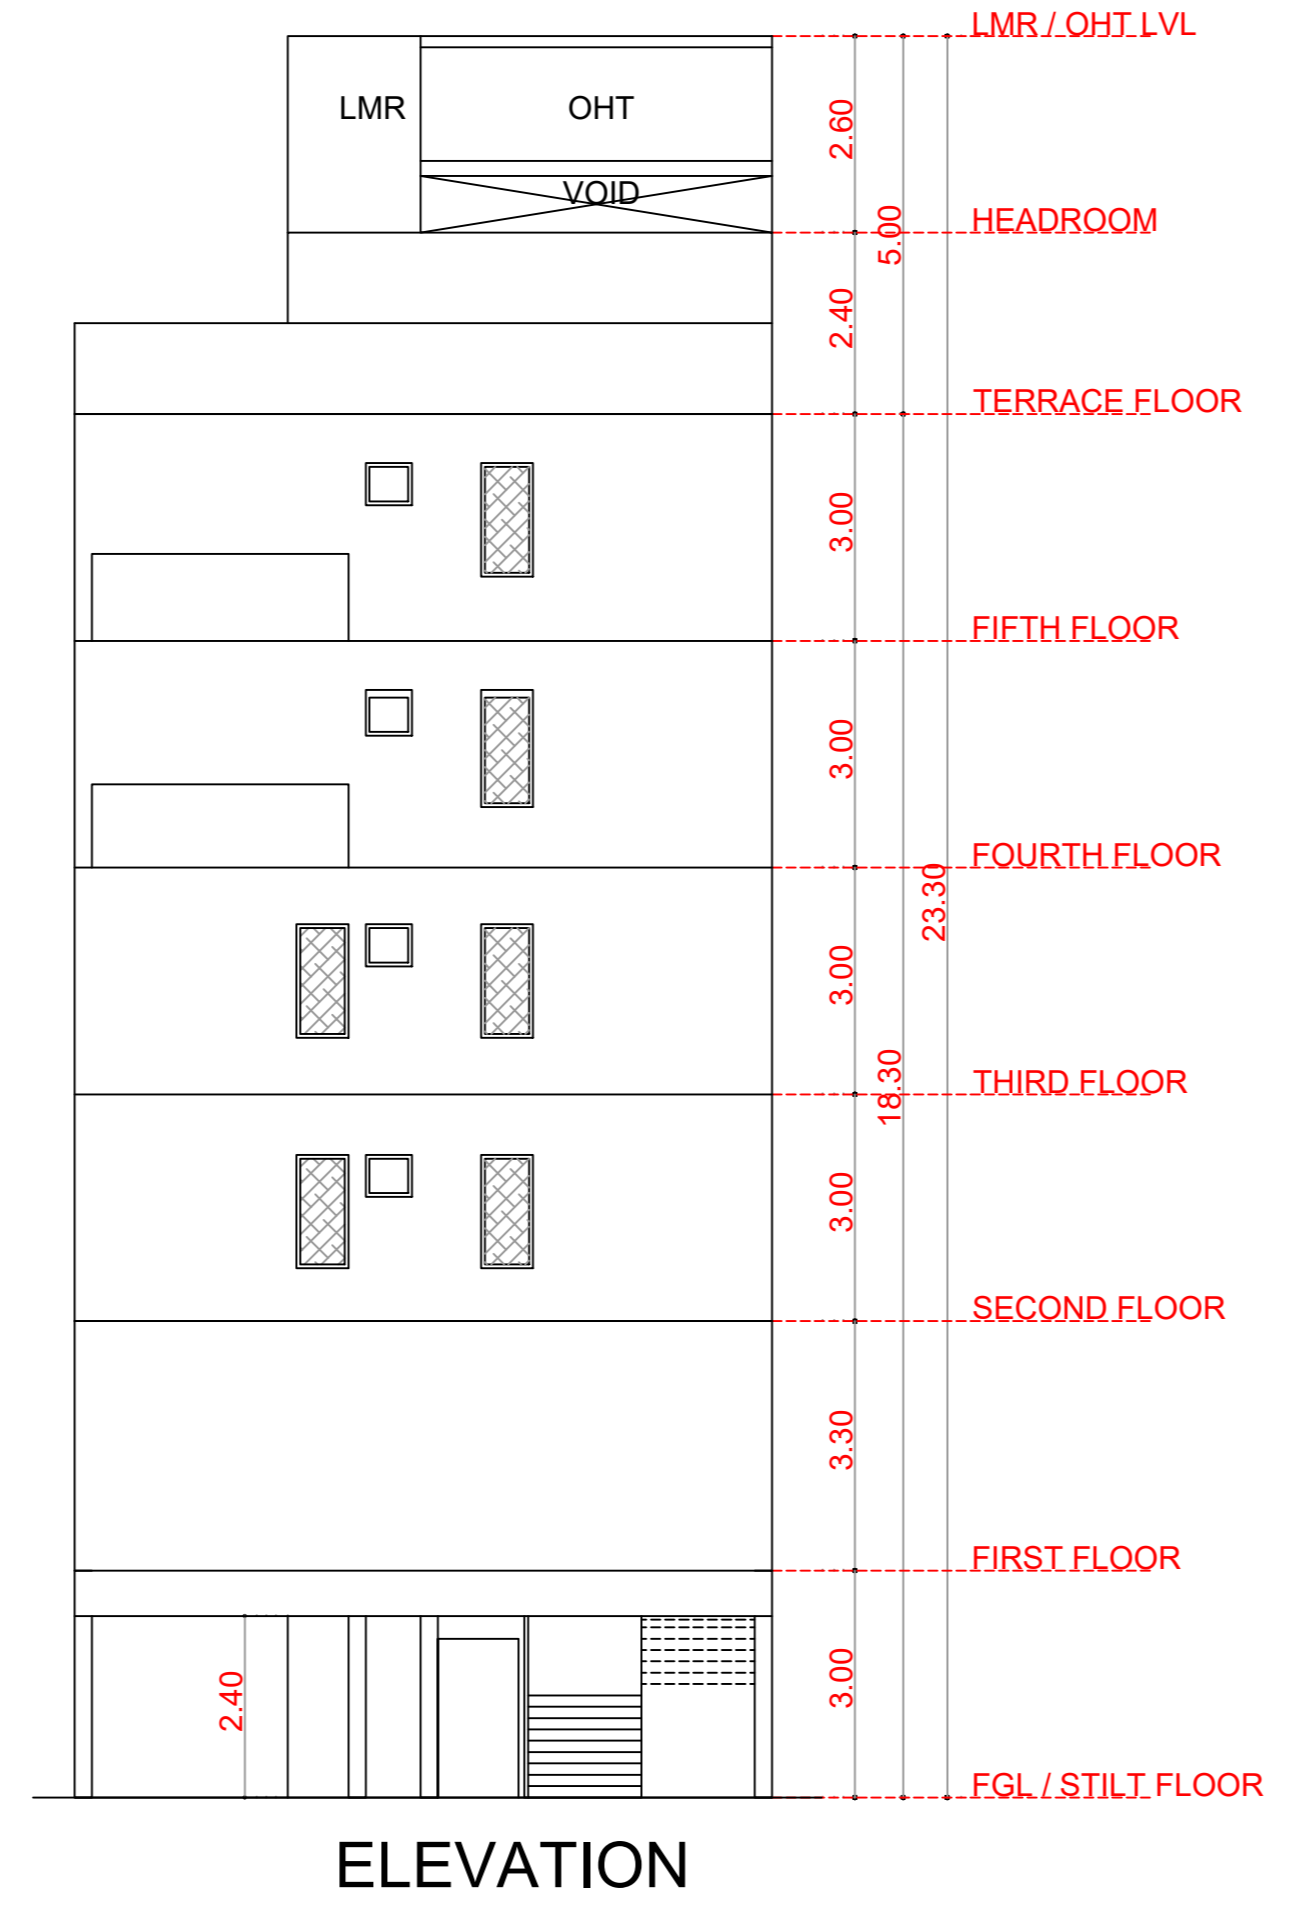 LMR / OHT LVL
LMR
OHT
2.60
VOID
HEADROOM
5.00
2.40
TERRACE FLOOR
3.00
FIFTH FLOOR
3.00
FOURTH FLOOR
23.30
3.00
THIRD FLOOR
18.30
3.00
SECOND FLOOR
3.30
FIRST FLOOR
2.40
3.00
FGL / STILT FLOOR
ELEVATION